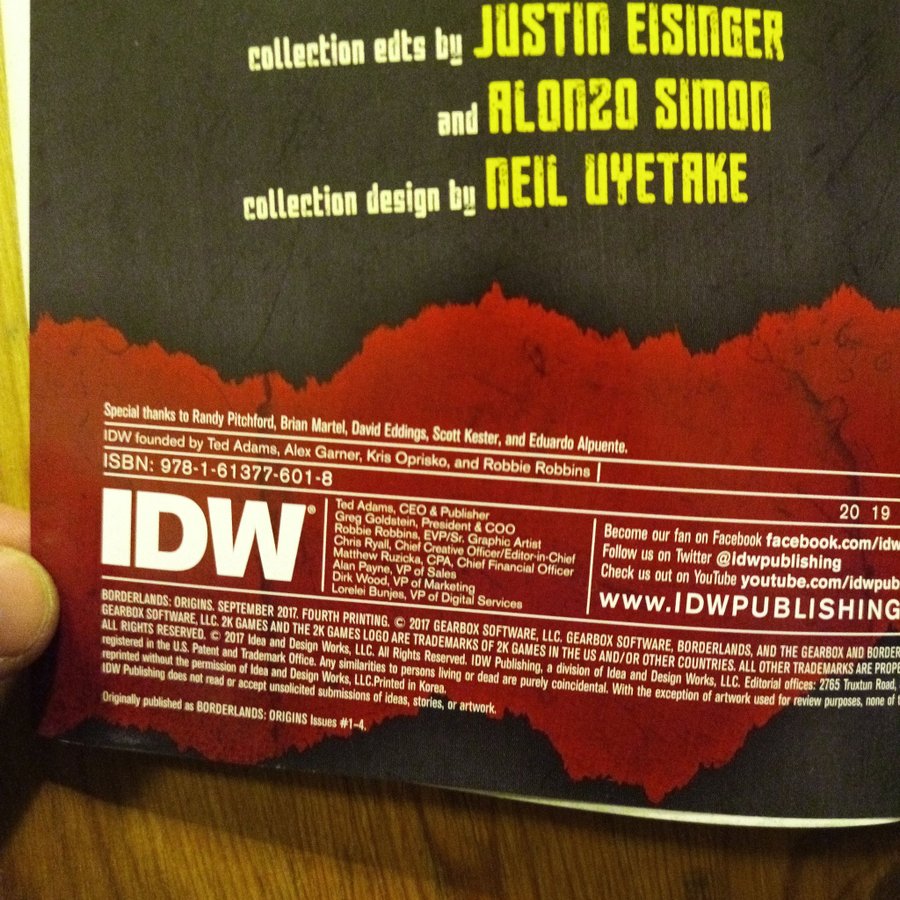 collection edts by JUSTIN EISINGER
and ALONZO SIMON
collection design by NEIL UYETAKE
Special thanks to Randy Pitchford, Brian Martel, David Eddings, Scott Kester, and Eduardo Alpuente.
IDW founded by Ted Adams, Alex Garner, Kris Oprisko, and Robbie Robbins
ISBN: 978-1-61377-601-8
20 19
IDW®
Ted Adams, CEO & Publisher
Greg Goldstein, President & COO
Robbie Robbins, EVP/Sr. Graphic Artist
Chris Ryall, Chief Creative Officer/Editor-in-Chief
Matthew Ruzicka, CPA, Chief Financial Officer
Alan Payne, VP of Sales
Dirk Wood, VP of Marketing
Lorelei Bunjes, VP of Digital Services
Become our fan on Facebook facebook.com/idw
Follow us on Twitter @idwpublishing
Check us out on YouTube youtube.com/idwpub
www.IDWPUBLISHING
BORDERLANDS: ORIGINS. SEPTEMBER 2017. FOURTH PRINTING. © 2017 GEARBOX SOFTWARE, LLC. GEARBOX SOFTWARE, BORDERLANDS, AND THE GEARBOX AND BORDER
GEARBOX SOFTWARE, LLC. 2K GAMES AND THE 2K GAMES LOGO ARE TRADEMARKS OF 2K GAMES IN THE US AND/OR OTHER COUNTRIES. ALL OTHER TRADEMARKS ARE PROPE
ALL RIGHTS RESERVED. © 2017 Idea and Design Works, LLC. All Rights Reserved. IDW Publishing, a division of Idea and Design Works, LLC. Editorial offices: 2765 Truxtun Road,
registered in the U.S. Patent and Trademark Office. Any similarities to persons living or dead are purely coincidental. With the exception of artwork used for review purposes, none of t
reprinted without the permission of Idea and Design Works, LLC.Printed in Korea.
IDW Publishing does not read or accept unsolicited submissions of ideas, stories, or artwork.
Originally published as BORDERLANDS: ORIGINS Issues #1–4.